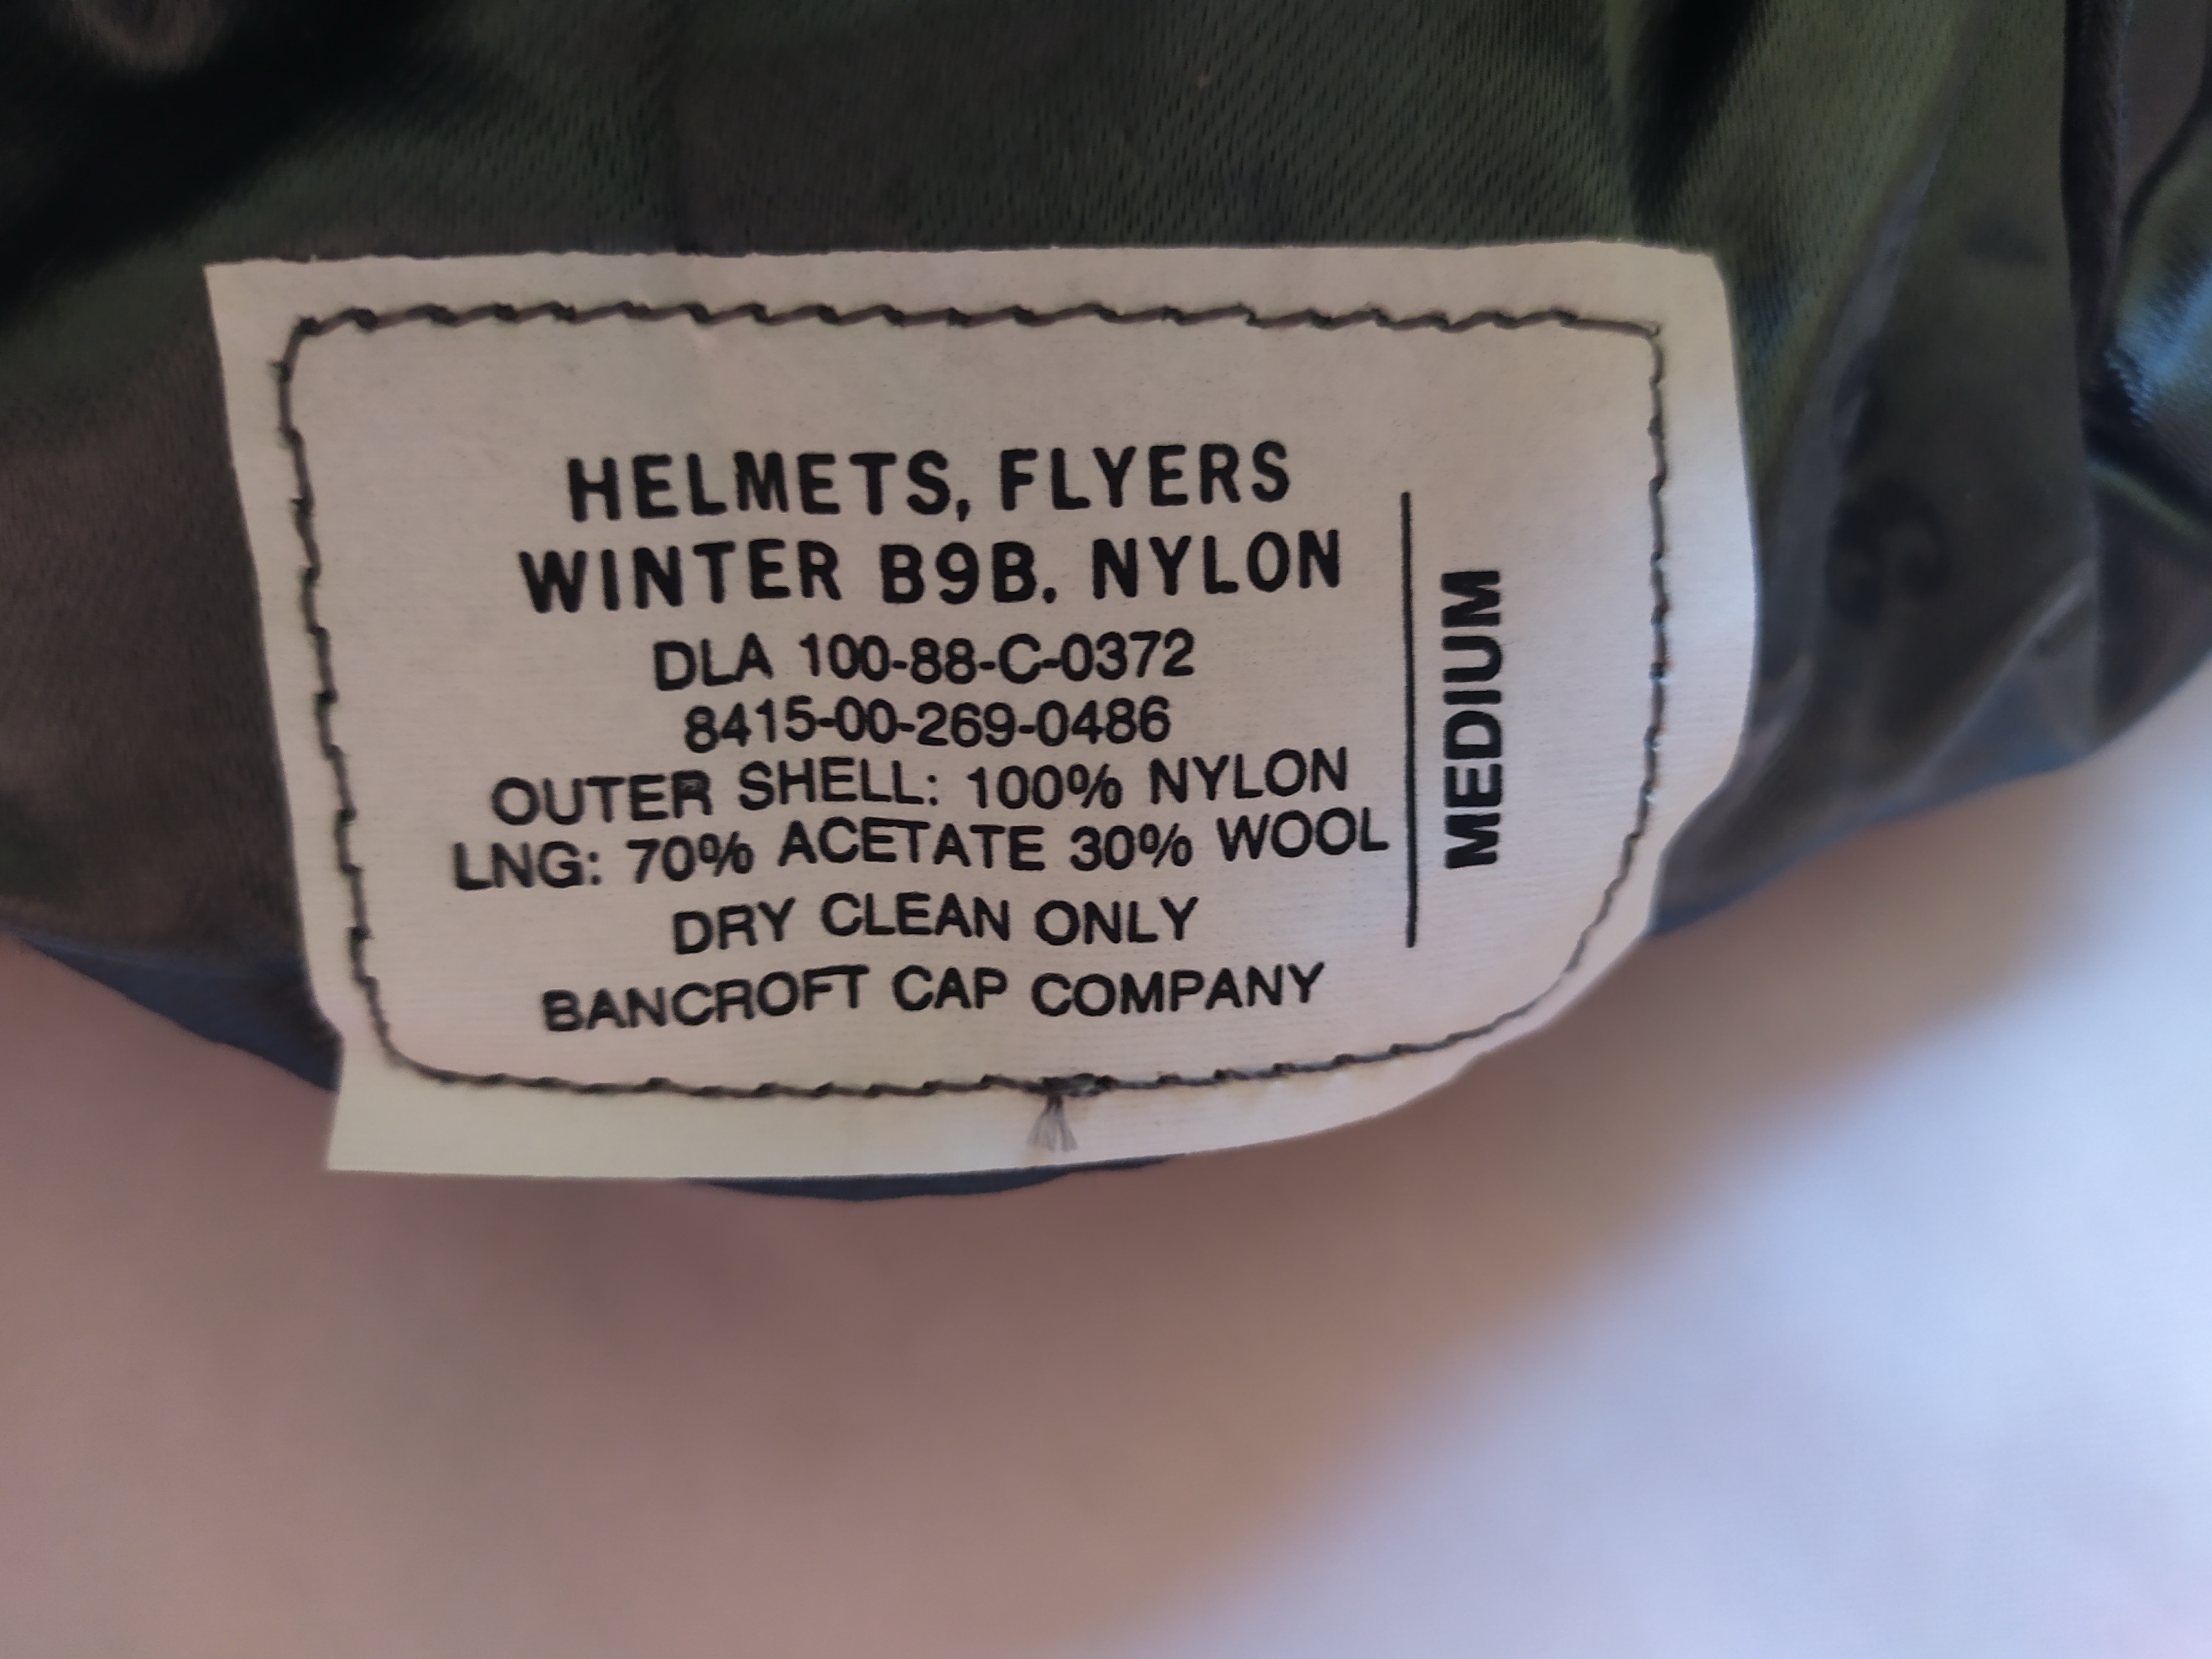 HELMETS, FLYERS
WINTER B9B. NYLON
DLA 100-88-C-0372
8415-00-269-0486
OUTER SHELL: 100% NYLON
LNG: 70% ACETATE 30% WOOL
DRY CLEAN ONLY
BANCROFT CAP COMPANY
MEDIUM